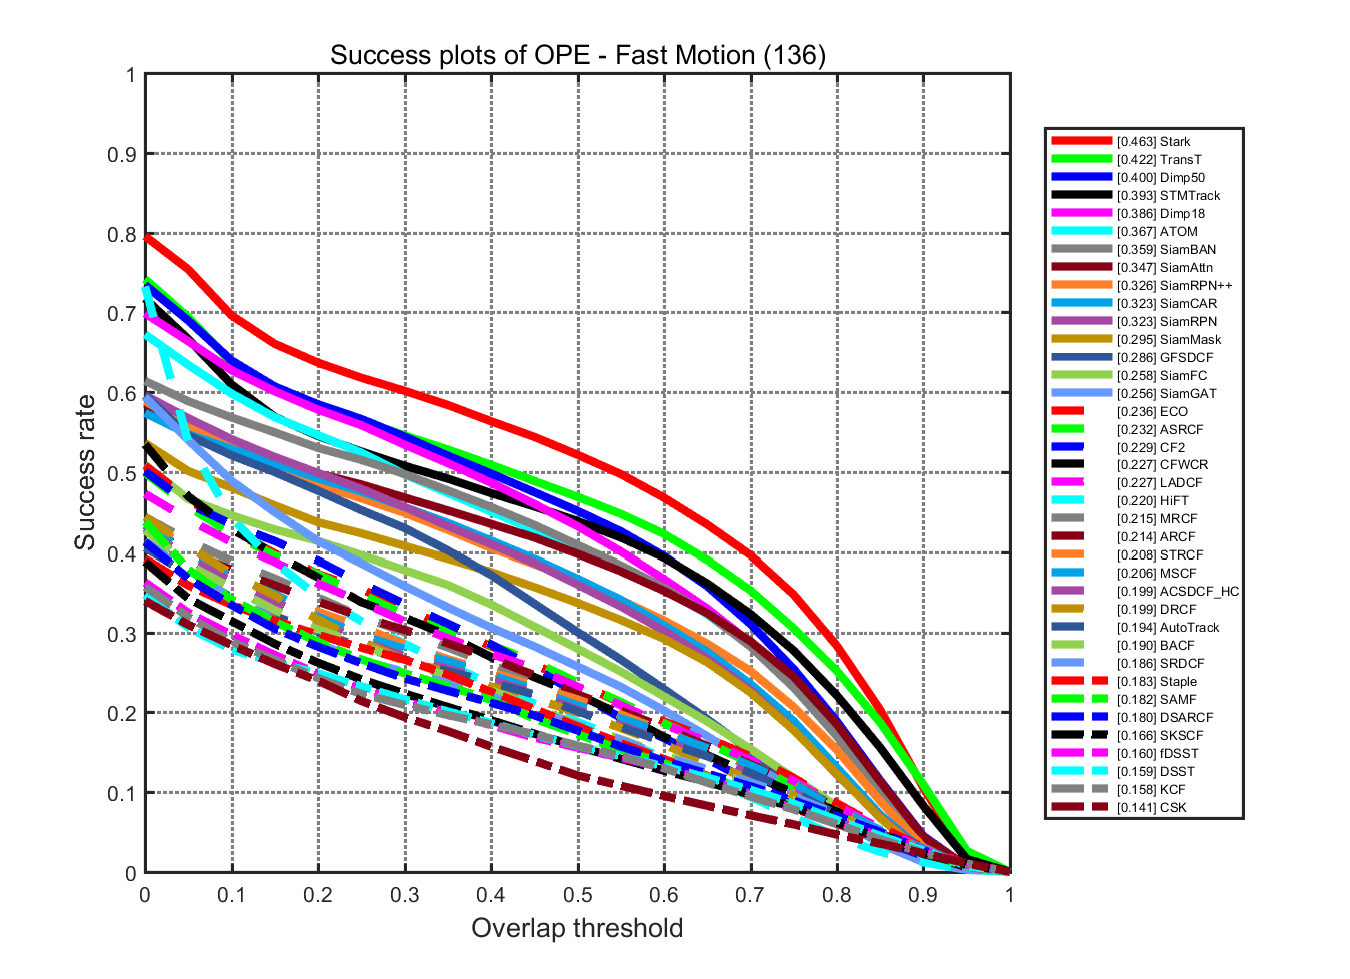 Success plots of OPE - Fast Motion (136)
1
0.9
0.8
0.7
0.6
0.5
0.4
0.3
0.2
0.1
0
Success rate
0 0.1 0.2 0.3 0.4 0.5 0.6 0.7 0.8 0.9 1
Overlap threshold
[0.463] Stark
[0.422] TransT
[0.400] Dimp50
[0.393] STMTrack
[0.386] Dimp18
[0.367] ATOM
[0.359] SiamBAN
[0.347] SiamAttn
[0.326] SiamRPN++
[0.323] SiamCAR
[0.323] SiamRPN
[0.295] SiamMask
[0.286] GFSDCF
[0.258] SiamFC
[0.256] SiamGAT
[0.236] ECO
[0.232] ASRCF
[0.229] CF2
[0.227] CFWCR
[0.227] LADCF
[0.220] HiFT
[0.215] MRCF
[0.214] ARCF
[0.208] STRCF
[0.206] MSCF
[0.199] ACSDCF_HC
[0.199] DRCF
[0.194] AutoTrack
[0.190] BACF
[0.186] SRDCF
[0.183] Staple
[0.182] SAMF
[0.180] DSARCF
[0.166] SKSCF
[0.160] fDSST
[0.159] DSST
[0.158] KCF
[0.141] CSK